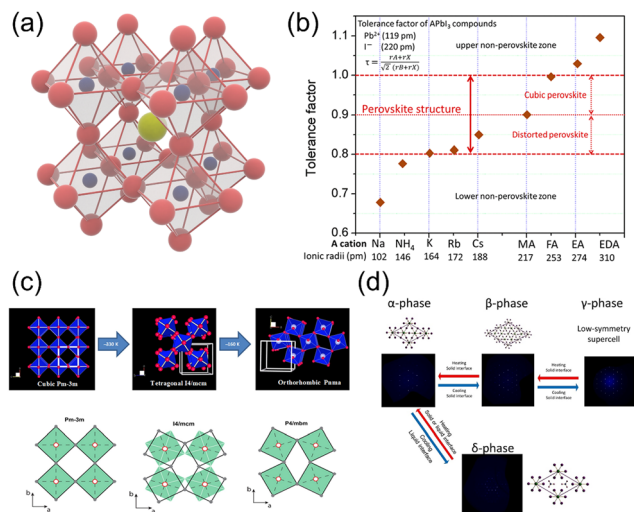 (a)
(b)
Tolerance factor of APbI3 compounds
Pb2+ (119 pm)
I− (220 pm)
τ = rA+rX / √2 (rB+rX)
upper non-perovskite zone
Perovskite structure
Cubic perovskite
Distorted perovskite
Lower non-perovskite zone
Tolerance factor
1.1
1.0
0.9
0.8
0.7
0.6
A cation Na NH4 K Rb Cs MA FA EA EDA
Ionic radii (pm) 102 146 164 172 188 217 253 274 310
(c)
Cubic Pm-3m
Tetragonal I4/mcm
~160 K
Orthorhombic Pnma
Pm-3m
I4/mcm
P4/mbm
b
a
b
a
b
a
(d)
α-phase
β-phase
γ-phase
Low-symmetry
supercell
Heating
Solid interface
Cooling
Solid interface
Heating
Solid interface
Cooling
Solid interface
Heating
Solid or liquid interface
Cooling
Liquid interface
δ-phase